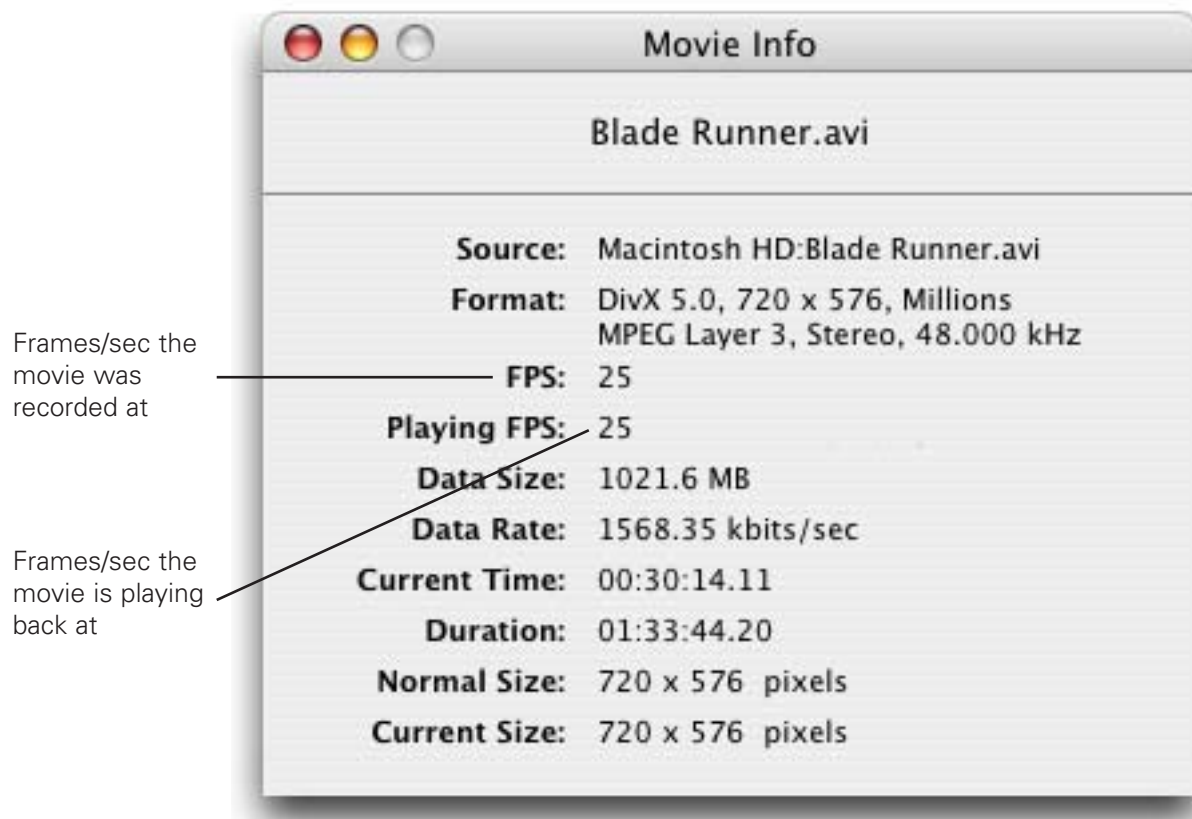 Movie Info
Blade Runner.avi
Source: Macintosh HD:Blade Runner.avi
Format: DivX 5.0, 720 x 576, Millions
MPEG Layer 3, Stereo, 48.000 kHz
Frames/sec the
movie was
recorded at
FPS: 25
Playing FPS: 25
Data Size: 1021.6 MB
Data Rate: 1568.35 kbits/sec
Frames/sec the
movie is playing
back at
Current Time: 00:30:14.11
Duration: 01:33:44.20
Normal Size: 720 x 576 pixels
Current Size: 720 x 576 pixels